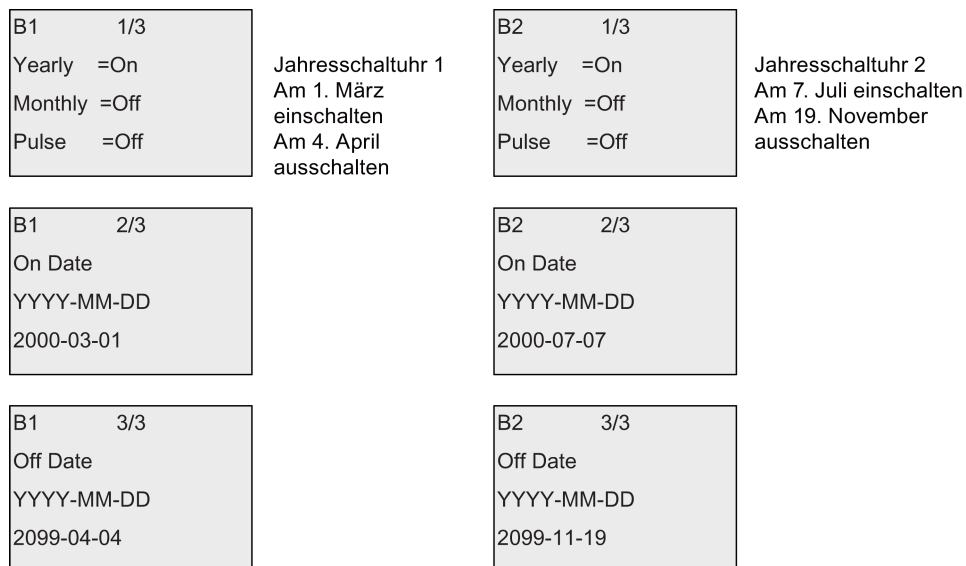 B1 1/3
Yearly =On
Monthly =Off
Pulse =Off
Jahresschaltuhr 1
Am 1. März
einschalten
Am 4. April
ausschalten
B2 1/3
Yearly =On
Monthly =Off
Pulse =Off
Jahresschaltuhr 2
Am 7. Juli einschalten
Am 19. November
ausschalten
B1 2/3
On Date
YYYY-MM-DD
2000-03-01
B2 2/3
On Date
YYYY-MM-DD
2000-07-07
B1 3/3
Off Date
YYYY-MM-DD
2099-04-04
B2 3/3
Off Date
YYYY-MM-DD
2099-11-19